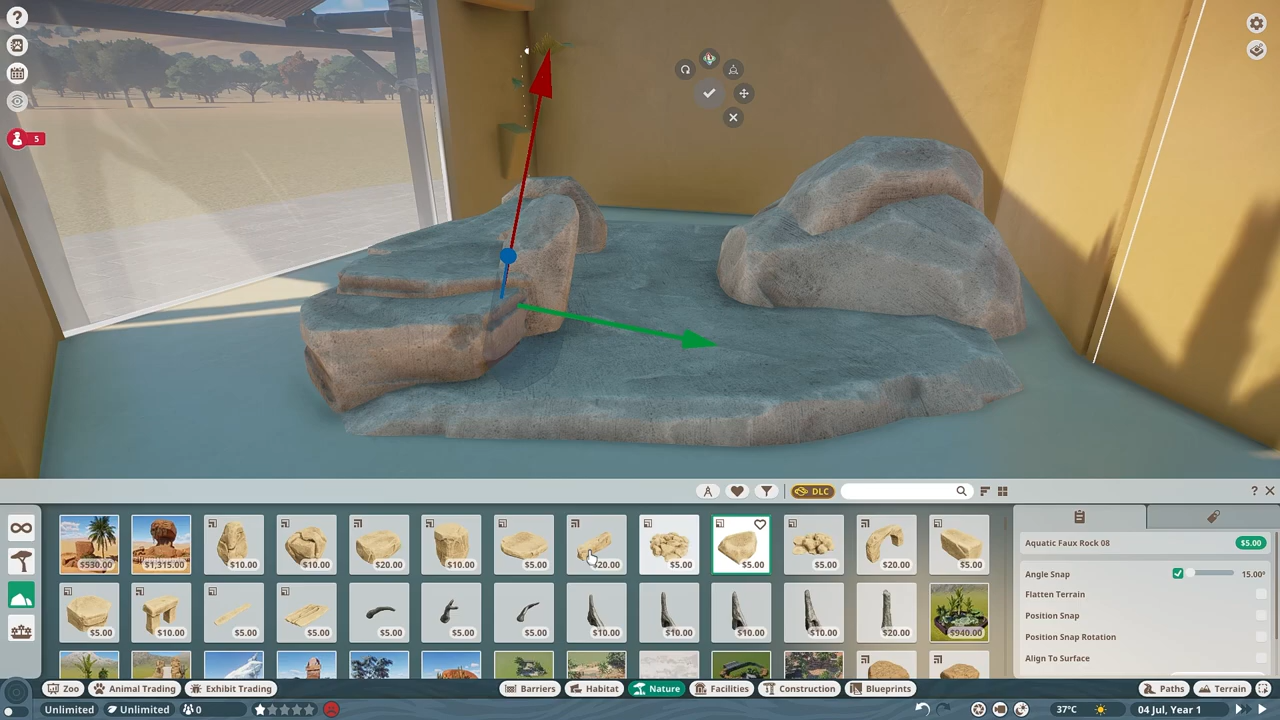 ?
5
DLC
? ×
$530.00 $1,315.00 $10.00 $10.00 $20.00 $10.00 $5.00 $20.00 $5.00 $5.00 $5.00 $20.00 $5.00
$5.00 $10.00 $5.00 $5.00 $5.00 $5.00 $5.00 $10.00 $10.00 $10.00 $10.00 $20.00 $940.00
Aquatic Faux Rock 08 $5.00
Angle Snap 15.00°
Flatten Terrain
Position Snap
Position Snap Rotation
Align To Surface
Zoo Animal Trading Exhibit Trading Barriers Habitat Nature Facilities Construction Blueprints Paths Terrain
Unlimited Unlimited 0 37°C 04 Jul, Year 1